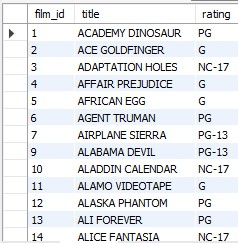 film_id title rating
1 ACADEMY DINOSAUR PG
2 ACE GOLDFINGER G
3 ADAPTATION HOLES NC-17
4 AFFAIR PREJUDICE G
5 AFRICAN EGG G
6 AGENT TRUMAN PG
7 AIRPLANE SIERRA PG-13
9 ALABAMA DEVIL PG-13
10 ALADDIN CALENDAR NC-17
11 ALAMO VIDEOTAPE G
12 ALASKA PHANTOM PG
13 ALI FOREVER PG
14 ALICE FANTASIA NC-17